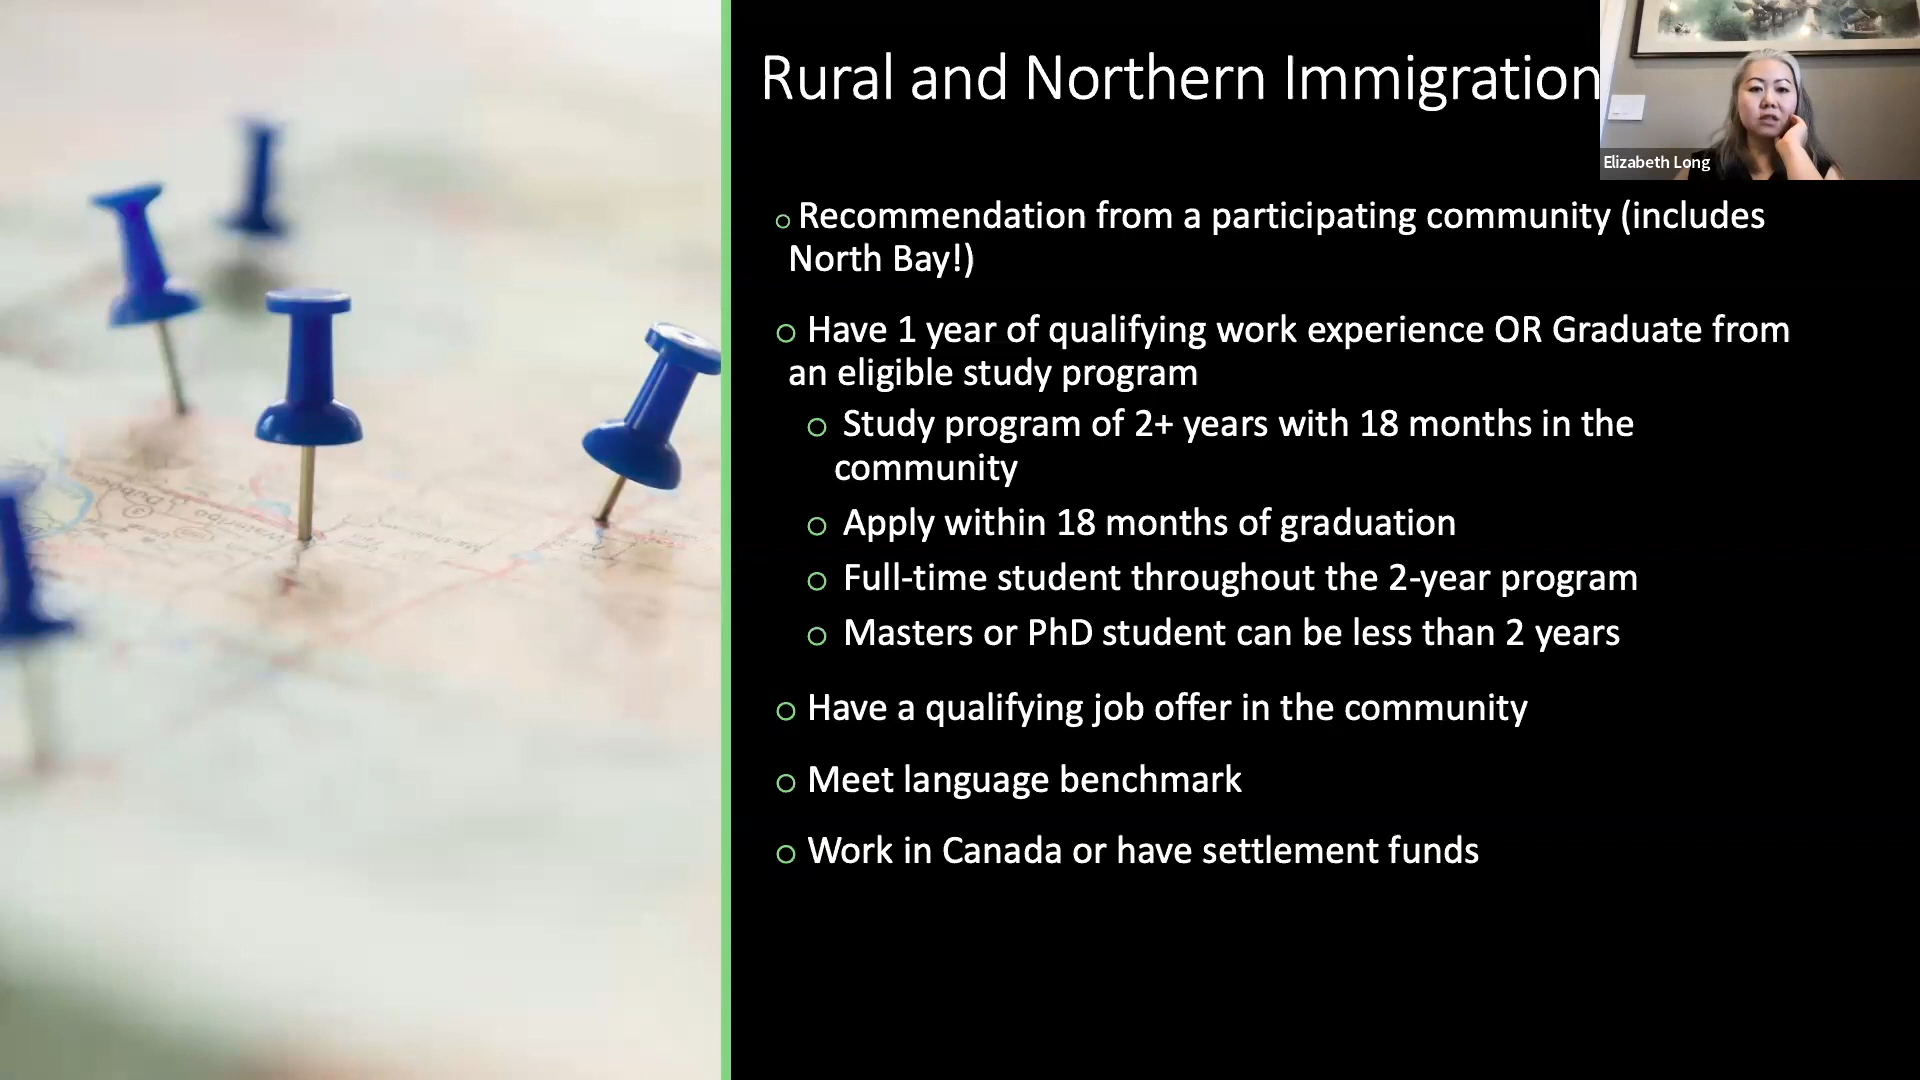 Rural and Northern Immigration
Elizabeth Long
Recommendation from a participating community (includes
North Bay!)
Have 1 year of qualifying work experience OR Graduate from
an eligible study program
Study program of 2+ years with 18 months in the
community
Apply within 18 months of graduation
Full-time student throughout the 2-year program
Masters or PhD student can be less than 2 years
Have a qualifying job offer in the community
Meet language benchmark
Work in Canada or have settlement funds